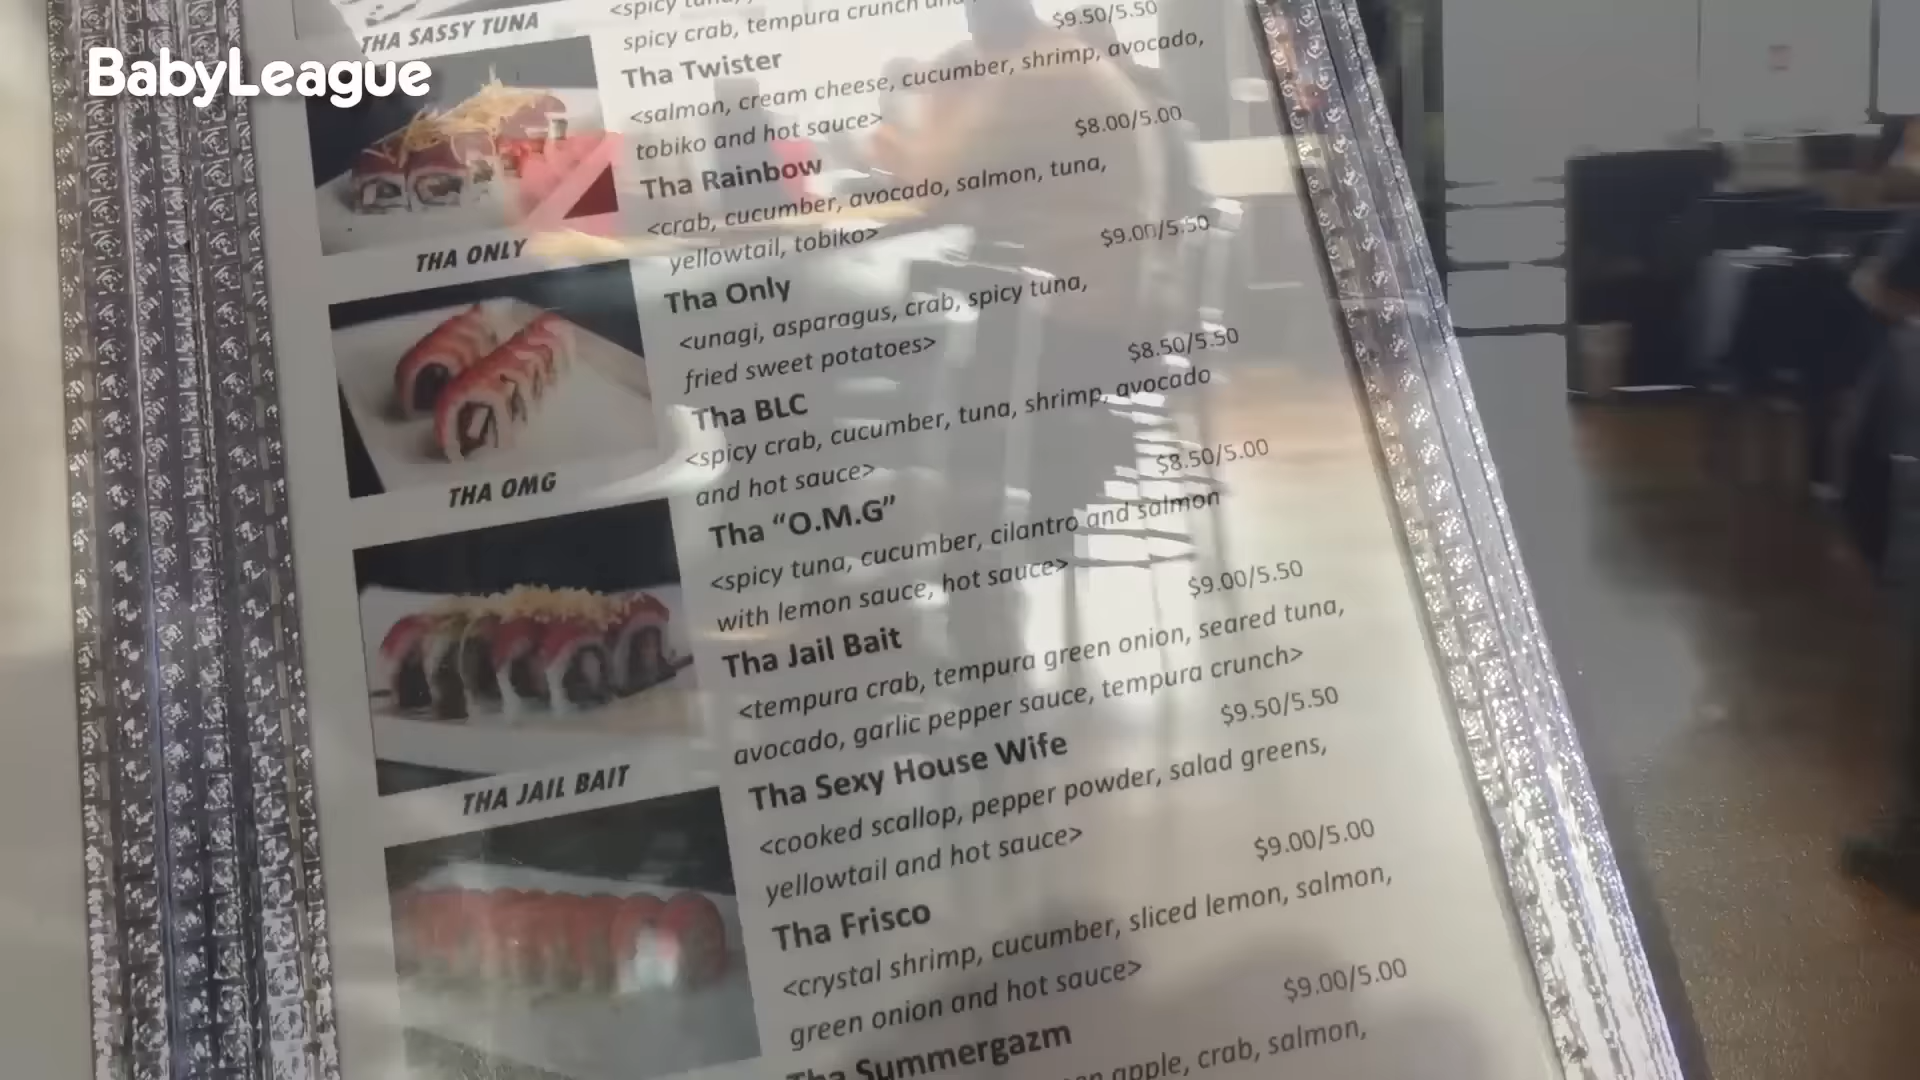 BabyLeague
THA SASSY TUNA
THA ONLY
THA OMG
THA JAIL BAIT
<spicy
spicy crab, tempura crunch
$9.50/5.50
Tha Twister
<salmon, cream cheese, cucumber, shrimp, avocado,
tobiko and hot sauce>
$8.00/5.00
Tha Rainbow
<crab, cucumber, avocado, salmon, tuna,
yellowtail, tobiko>
$9.00/5.50
Tha Only
<unagi, asparagus, crab, spicy tuna,
fried sweet potatoes>
$8.50/5.50
Tha BLC
<spicy crab, cucumber, tuna, shrimp, avocado
and hot sauce>
$8.50/5.00
Tha “O.M.G”
<spicy tuna, cucumber, cilantro and salmon
with lemon sauce, hot sauce>
$9.00/5.50
Tha Jail Bait
<tempura crab, tempura green onion, seared tuna,
avocado, garlic pepper sauce, tempura crunch>
$9.50/5.50
Tha Sexy House Wife
<cooked scallop, pepper powder, salad greens,
yellowtail and hot sauce>
$9.00/5.00
Tha Frisco
<crystal shrimp, cucumber, sliced lemon, salmon,
green onion and hot sauce>
$9.00/5.00
Tha Summergazm
apple, crab, salmon,